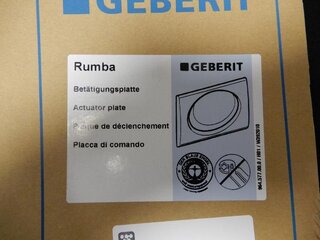 GEBERIT
Rumba
GEBERIT
Betätigungsplatte
Actuator plate
Plaque de déclenchement
Placca di comando